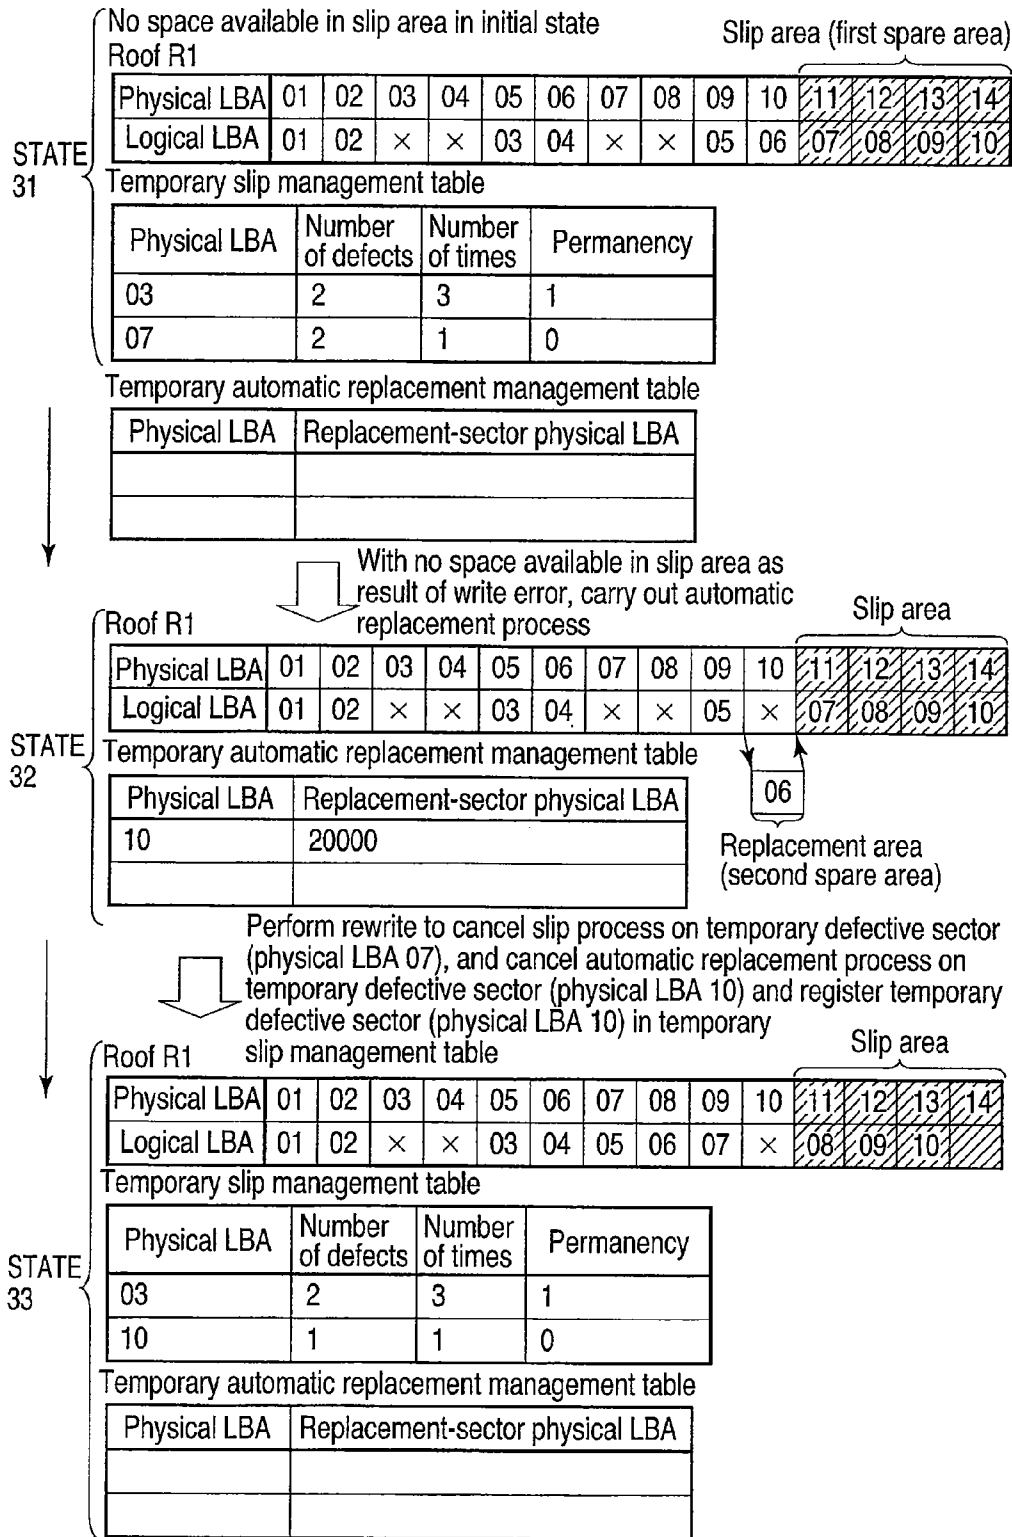 No space available in slip area in initial state
Slip area (first spare area)
Roof R1
Physical LBA 01 02 03 04 05 06 07 08 09 10 11 12 13 14
Logical LBA 01 02 × × 03 04 × × 05 06 07 08 09 10
STATE
31
Temporary slip management table
Physical LBA Number of defects Number of times Permanency
03 2 3 1
07 2 1 0
Temporary automatic replacement management table
Physical LBA Replacement-sector physical LBA
With no space available in slip area as
result of write error, carry out automatic
replacement process
Slip area
Roof R1
Physical LBA 01 02 03 04 05 06 07 08 09 10 11 12 13 14
Logical LBA 01 02 × × 03 04 × × 05 × 07 08 09 10
STATE
32
Temporary automatic replacement management table
Physical LBA Replacement-sector physical LBA
10 20000
06
Replacement area
(second spare area)
Perform rewrite to cancel slip process on temporary defective sector
(physical LBA 07), and cancel automatic replacement process on
temporary defective sector (physical LBA 10) and register temporary
defective sector (physical LBA 10) in temporary
slip management table
Slip area
Roof R1
Physical LBA 01 02 03 04 05 06 07 08 09 10 11 12 13 14
Logical LBA 01 02 × × 03 04 05 06 07 × 08 09 10
STATE
33
Temporary slip management table
Physical LBA Number of defects Number of times Permanency
03 2 3 1
10 1 1 0
Temporary automatic replacement management table
Physical LBA Replacement-sector physical LBA